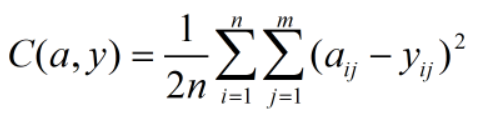 C(a, y) = \frac{1}{2n} \sum_{i=1}^{n} \sum_{j=1}^{m} (a_{ij} - y_{ij})^2